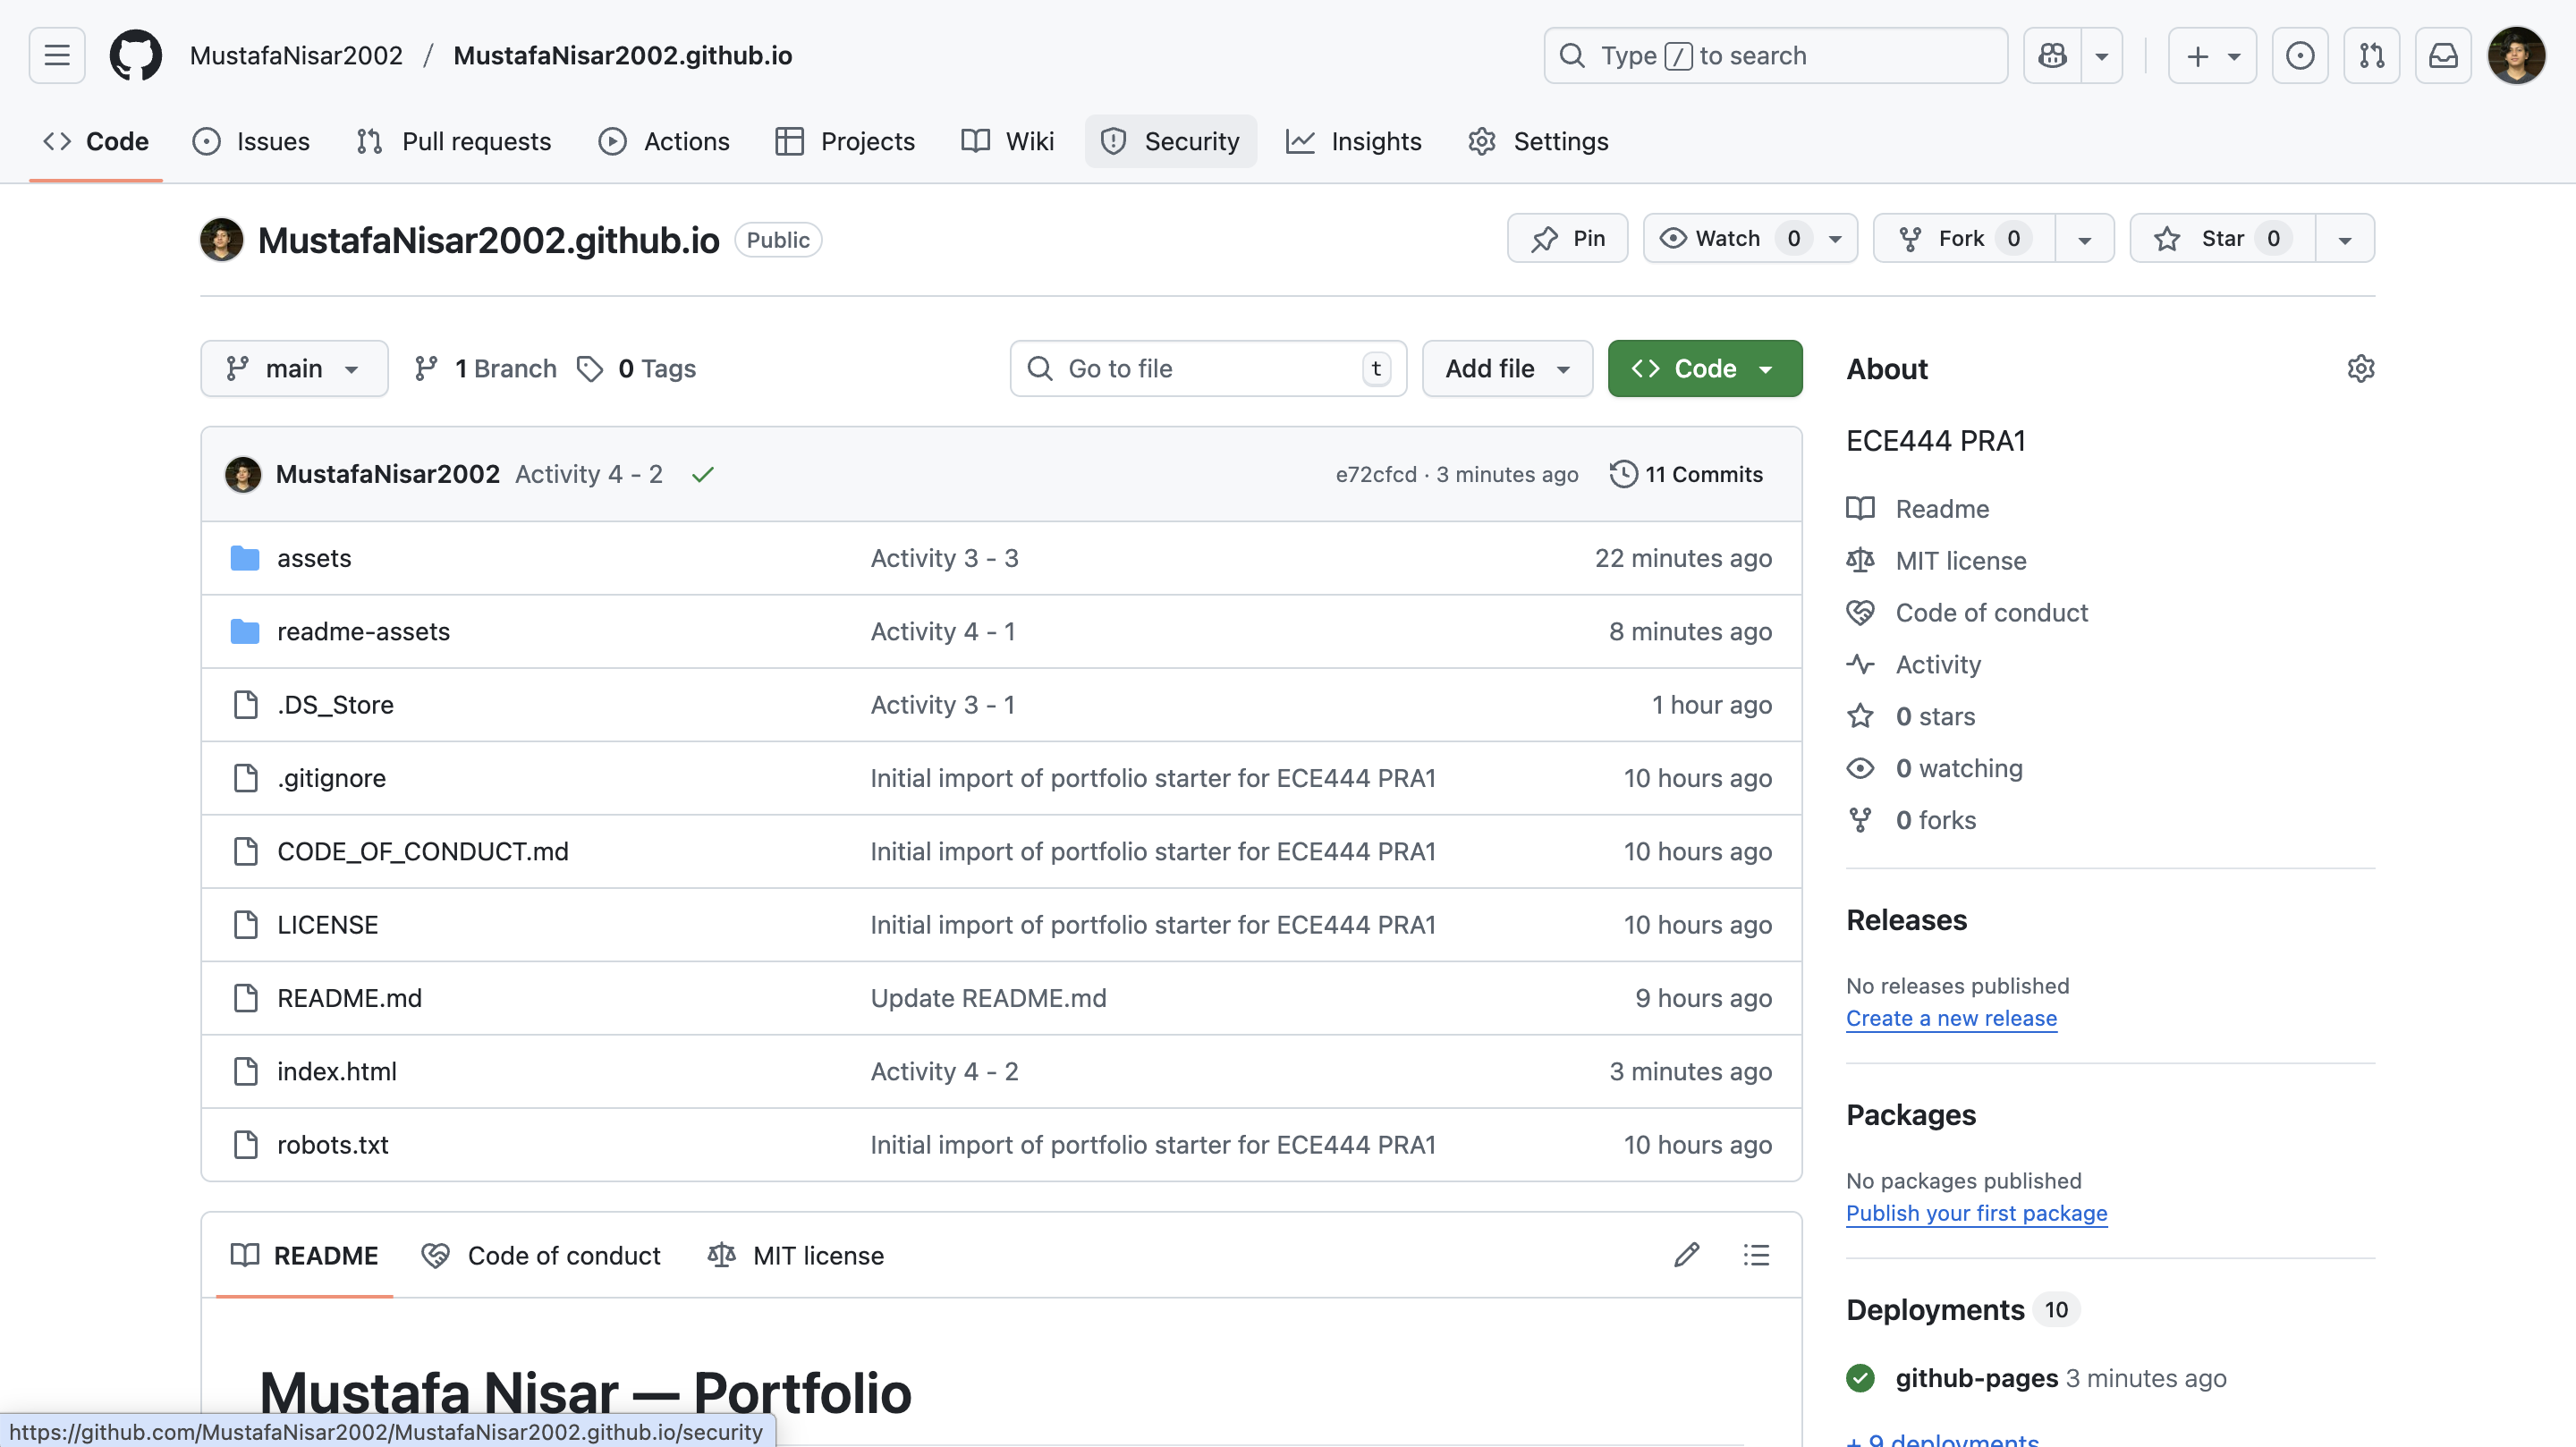 MustafaNisar2002 / MustafaNisar2002.github.io
Type / to search
Code Issues Pull requests Actions Projects Wiki Security Insights Settings
MustafaNisar2002.github.io Public
Pin Watch 0 Fork 0 Star 0
main 1 Branch 0 Tags
Go to file t Add file Code
MustafaNisar2002 Activity 4 - 2 e72cfcd · 3 minutes ago 11 Commits
assets Activity 3 - 3 22 minutes ago
readme-assets Activity 4 - 1 8 minutes ago
.DS_Store Activity 3 - 1 1 hour ago
.gitignore Initial import of portfolio starter for ECE444 PRA1 10 hours ago
CODE_OF_CONDUCT.md Initial import of portfolio starter for ECE444 PRA1 10 hours ago
LICENSE Initial import of portfolio starter for ECE444 PRA1 10 hours ago
README.md Update README.md 9 hours ago
index.html Activity 4 - 2 3 minutes ago
robots.txt Initial import of portfolio starter for ECE444 PRA1 10 hours ago
README Code of conduct MIT license
Mustafa Nisar — Portfolio
About
ECE444 PRA1
Readme
MIT license
Code of conduct
Activity
0 stars
0 watching
0 forks
Releases
No releases published
Create a new release
Packages
No packages published
Publish your first package
Deployments 10
github-pages 3 minutes ago
+ 9 deployments
https://github.com/MustafaNisar2002/MustafaNisar2002.github.io/security